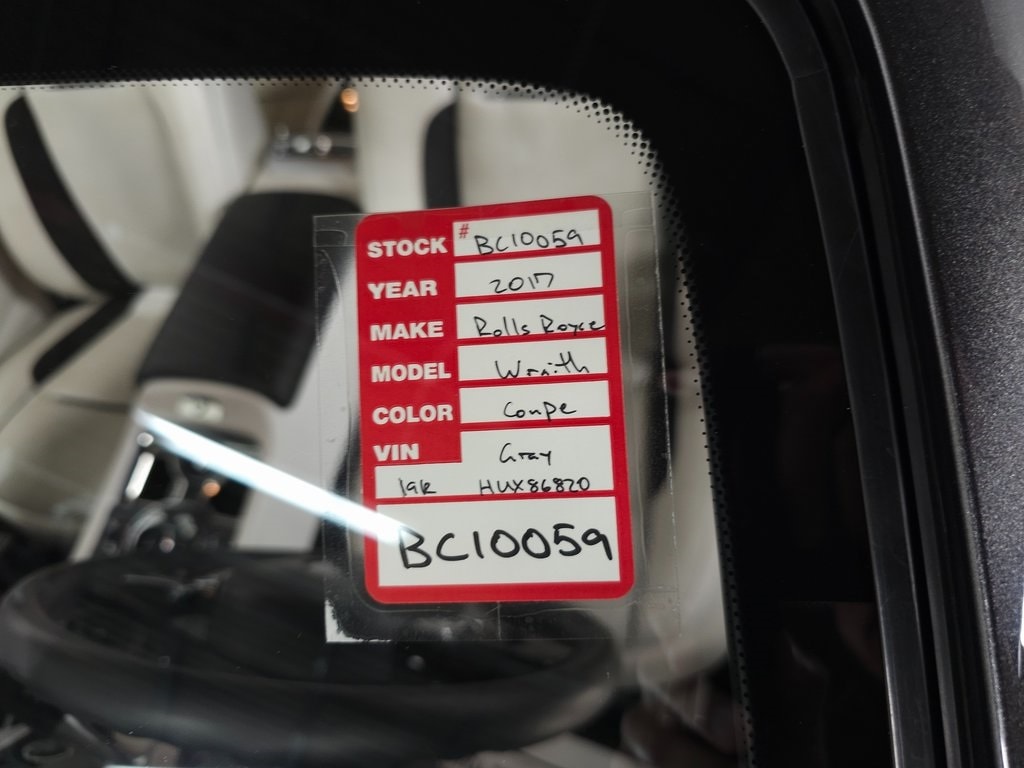 STOCK # BC10059
YEAR 2017
MAKE Rolls Royce
MODEL Wraith
COLOR Coupe
VIN Gray
19k HUX86820
BC10059